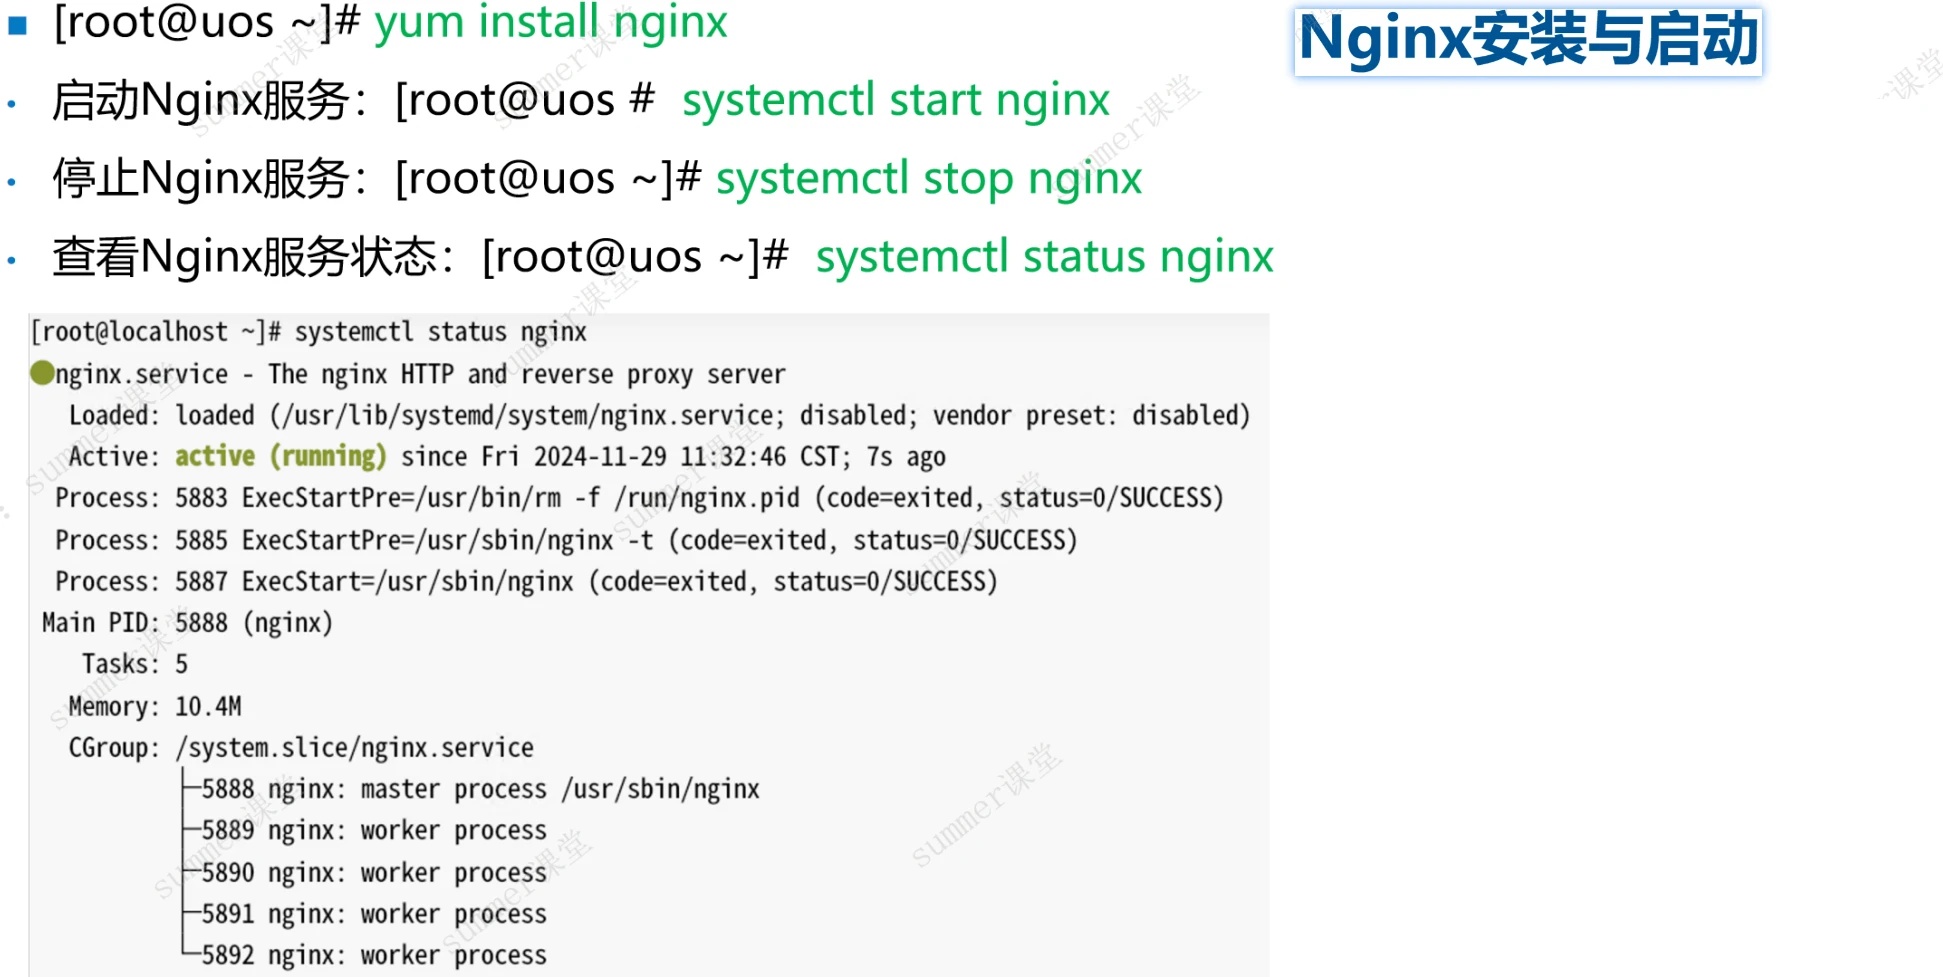 [root@uos ~]# yum install nginx
Nginx安装与启动
启动Nginx服务：[root@uos # systemctl start nginx
停止Nginx服务：[root@uos ~]# systemctl stop nginx
查看Nginx服务状态：[root@uos ~]# systemctl status nginx
[root@localhost ~]# systemctl status nginx
nginx.service - The nginx HTTP and reverse proxy server
Loaded: loaded (/usr/lib/systemd/system/nginx.service; disabled; vendor preset: disabled)
Active: active (running) since Fri 2024-11-29 11:32:46 CST; 7s ago
Process: 5883 ExecStartPre=/usr/bin/rm -f /run/nginx.pid (code=exited, status=0/SUCCESS)
Process: 5885 ExecStartPre=/usr/sbin/nginx -t (code=exited, status=0/SUCCESS)
Process: 5887 ExecStart=/usr/sbin/nginx (code=exited, status=0/SUCCESS)
Main PID: 5888 (nginx)
Tasks: 5
Memory: 10.4M
CGroup: /system.slice/nginx.service
├─5888 nginx: master process /usr/sbin/nginx
├─5889 nginx: worker process
├─5890 nginx: worker process
├─5891 nginx: worker process
└─5892 nginx: worker process
summer课堂